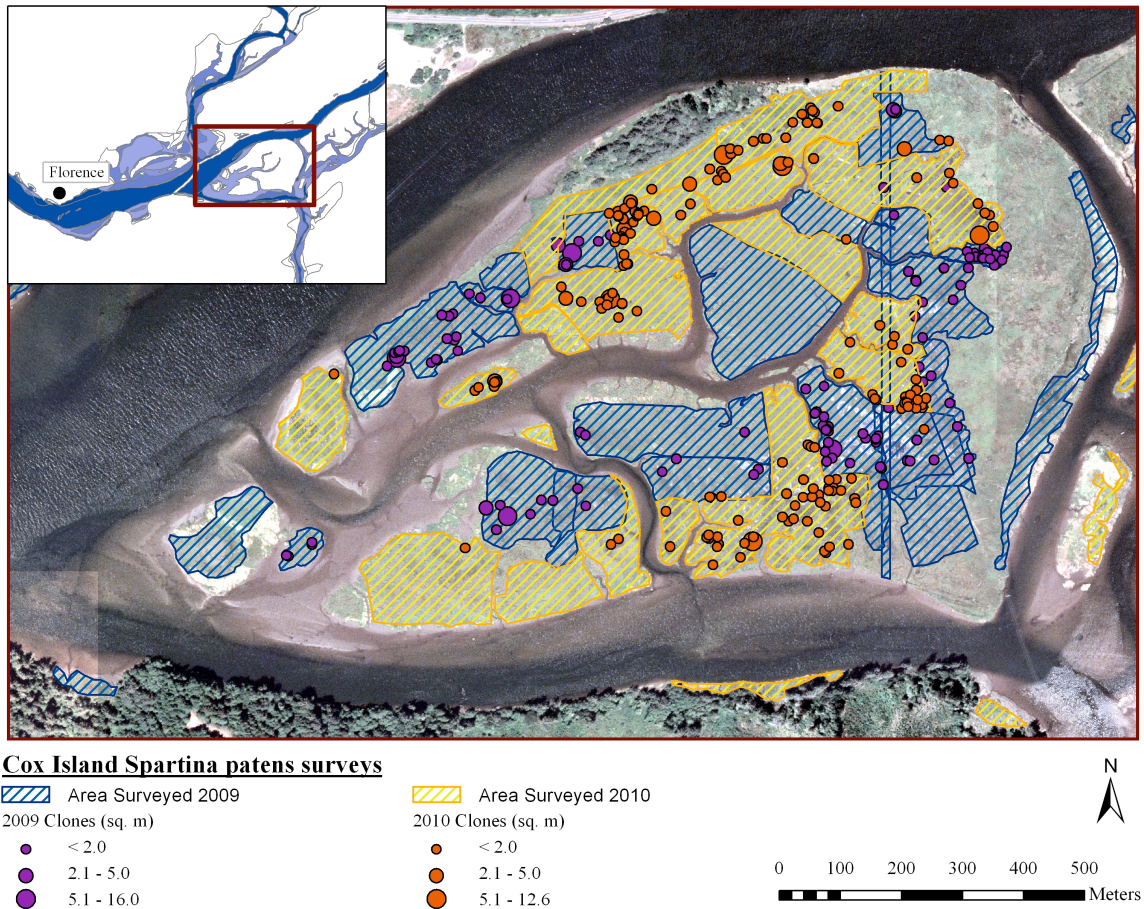 Florence
Cox Island Spartina patens surveys
Area Surveyed 2009
2009 Clones (sq. m)
< 2.0
2.1 - 5.0
5.1 - 16.0
Area Surveyed 2010
2010 Clones (sq. m)
< 2.0
2.1 - 5.0
5.1 - 12.6
N
0 100 200 300 400 500
Meters